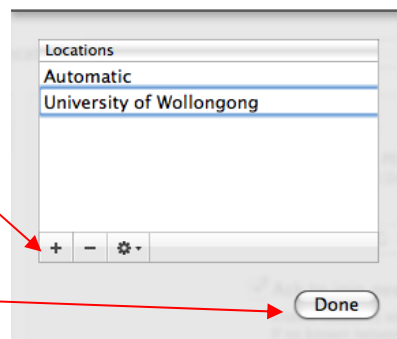 Locations
Automatic
University of Wollongong
+ −
Done